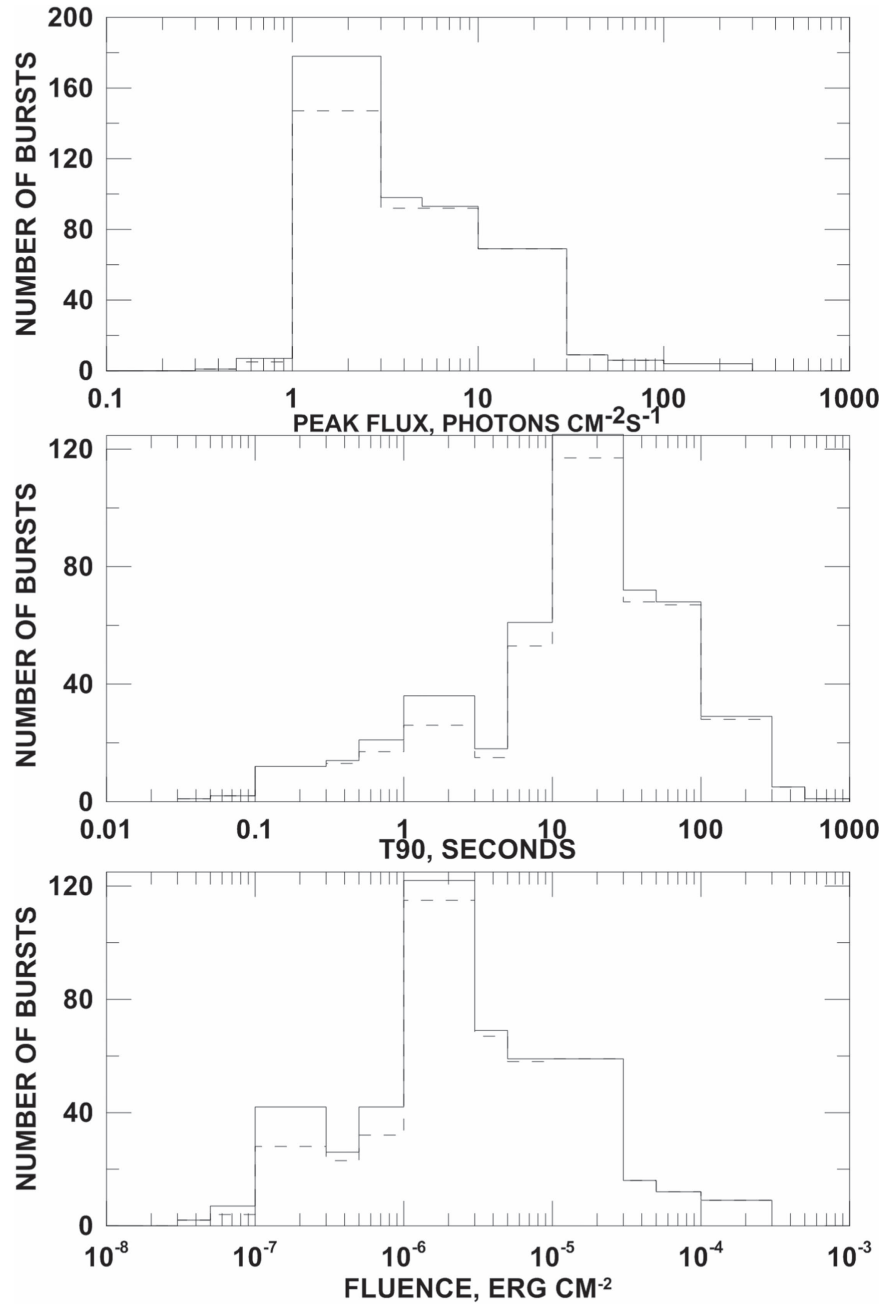 200
160
120
80
40
0
NUMBER OF BURSTS
0.1 1 10 100 1000
PEAK FLUX, PHOTONS CM-2S-1
120
80
40
0
NUMBER OF BURSTS
0.01 0.1 1 10 100 1000
T90, SECONDS
120
80
40
0
NUMBER OF BURSTS
10-8 10-7 10-6 10-5 10-4 10-3
FLUENCE, ERG CM-2